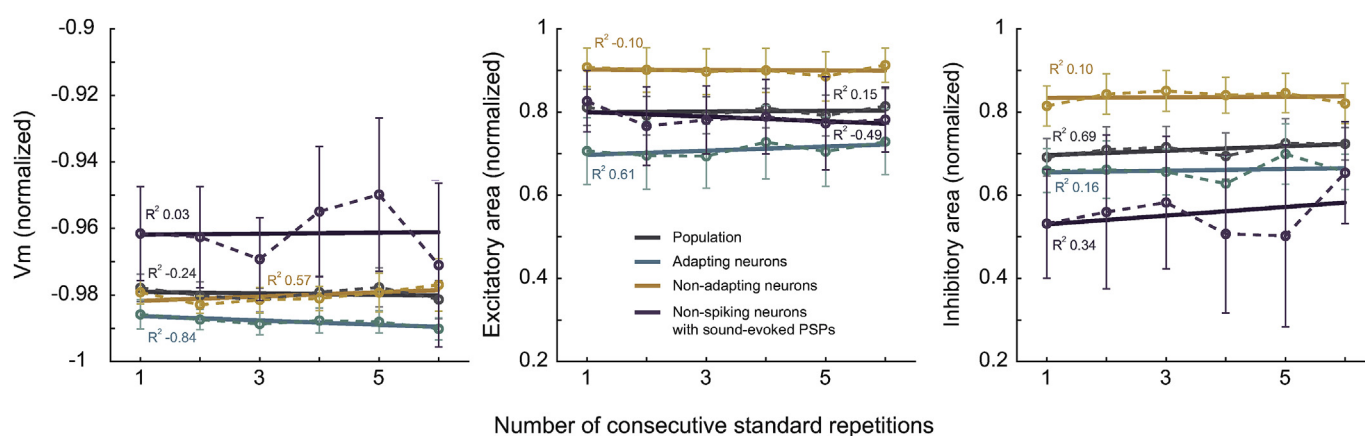 Vm (normalized)
-0.9
-0.92
-0.94
-0.96
-0.98
-1
1
3
5
R² 0.03
R² -0.24
R² 0.57
R² -0.84
Excitatory area (normalized)
1
0.8
0.6
0.4
0.2
1
3
5
R² -0.10
R² 0.15
R² -0.49
R² 0.61
Population
Adapting neurons
Non-adapting neurons
Non-spiking neurons
with sound-evoked PSPs
Inhibitory area (normalized)
1
0.8
0.6
0.4
0.2
1
3
5
R² 0.10
R² 0.69
R² 0.16
R² 0.34
Number of consecutive standard repetitions